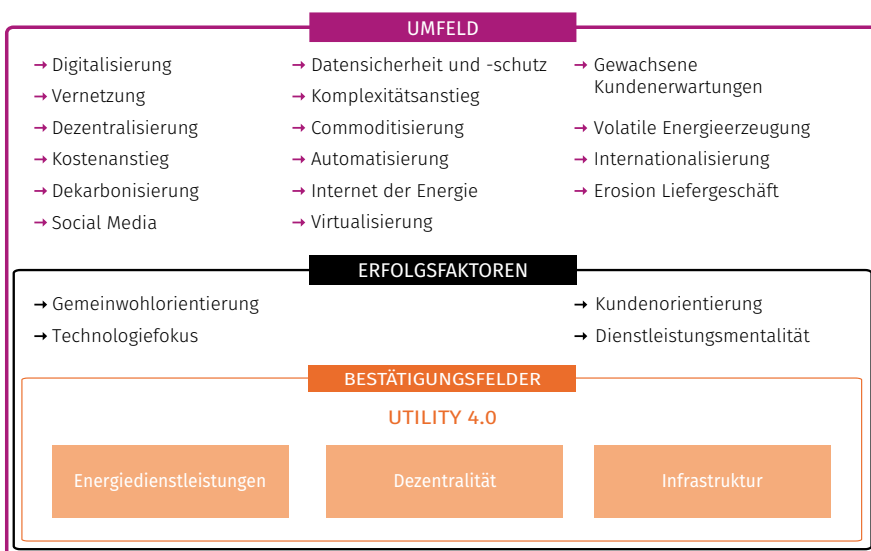 UMFELD
→ Digitalisierung
→ Vernetzung
→ Dezentralisierung
→ Kostenanstieg
→ Dekarbonisierung
→ Social Media
→ Datensicherheit und -schutz
→ Komplexitätsanstieg
→ Commoditisierung
→ Automatisierung
→ Internet der Energie
→ Virtualisierung
→ Gewachsene
Kundenerwartungen
→ Volatile Energieerzeugung
→ Internationalisierung
→ Erosion Liefergeschäft
ERFOLGSFAKTOREN
→ Gemeinwohlorientierung
→ Technologiefokus
→ Kundenorientierung
→ Dienstleistungsmentalität
BESTÄTIGUNGSFELDER
UTILITY 4.0
Energiedienstleistungen
Dezentralität
Infrastruktur